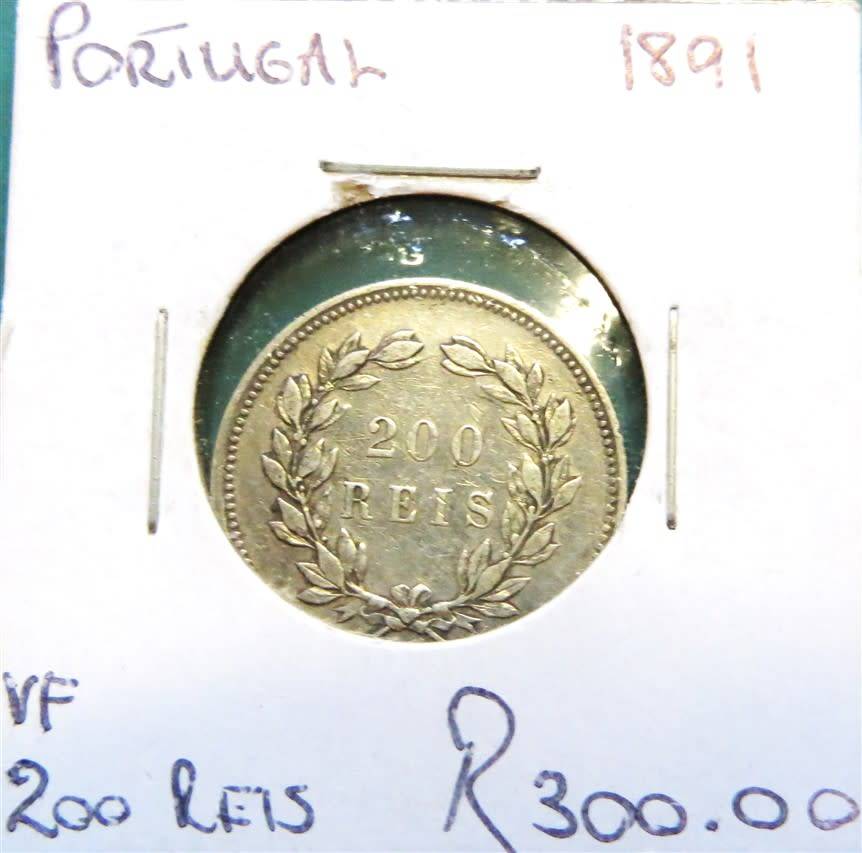 PORTUGAL 1891
200
REIS
VF
200 REIS R300.00